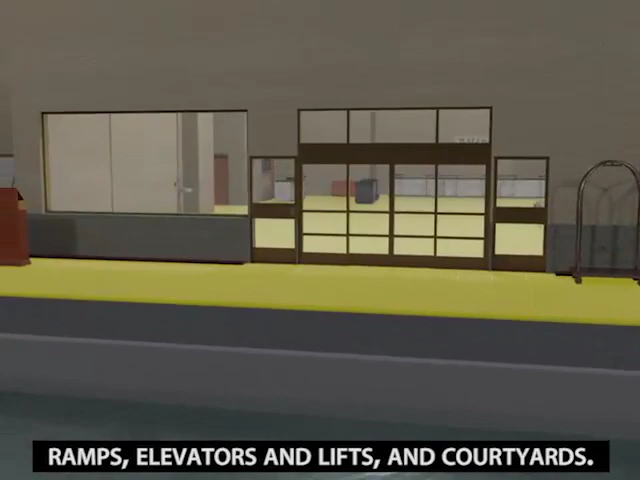 RAMPS, ELEVATORS AND LIFTS, AND COURTYARDS.